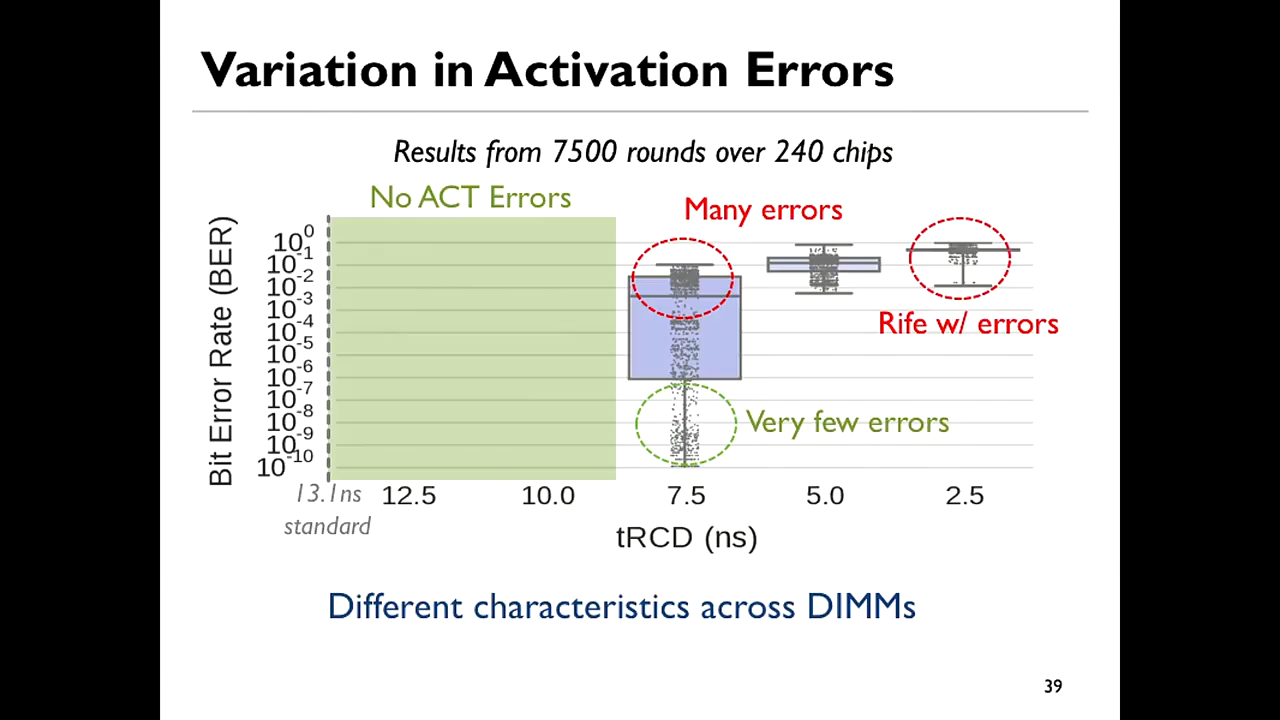 Variation in Activation Errors
Results from 7500 rounds over 240 chips
No ACT Errors
Many errors
Bit Error Rate (BER)
10^0
10^-1
10^-2
10^-3
10^-4
10^-5
10^-6
10^-7
10^-8
10^-9
10^-10
Rife w/ errors
Very few errors
13.1ns
standard
12.5 10.0 7.5 5.0 2.5
tRCD (ns)
Different characteristics across DIMMs
39